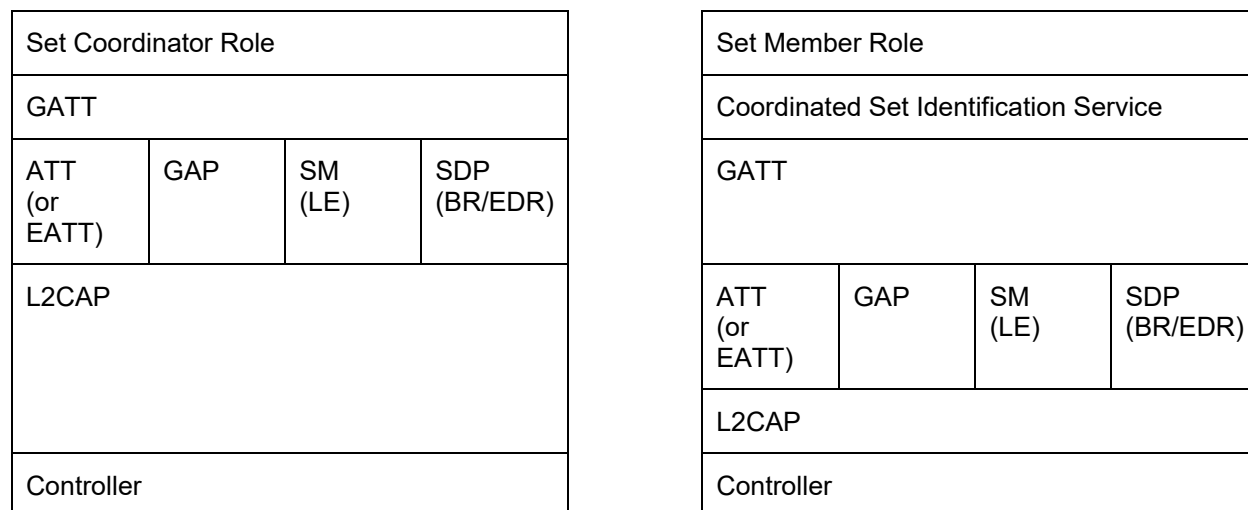 Set Coordinator Role
GATT
ATT
(or
EATT)
GAP
SM
(LE)
SDP
(BR/EDR)
L2CAP
Controller
Set Member Role
Coordinated Set Identification Service
GATT
ATT
(or
EATT)
GAP
SM
(LE)
SDP
(BR/EDR)
L2CAP
Controller